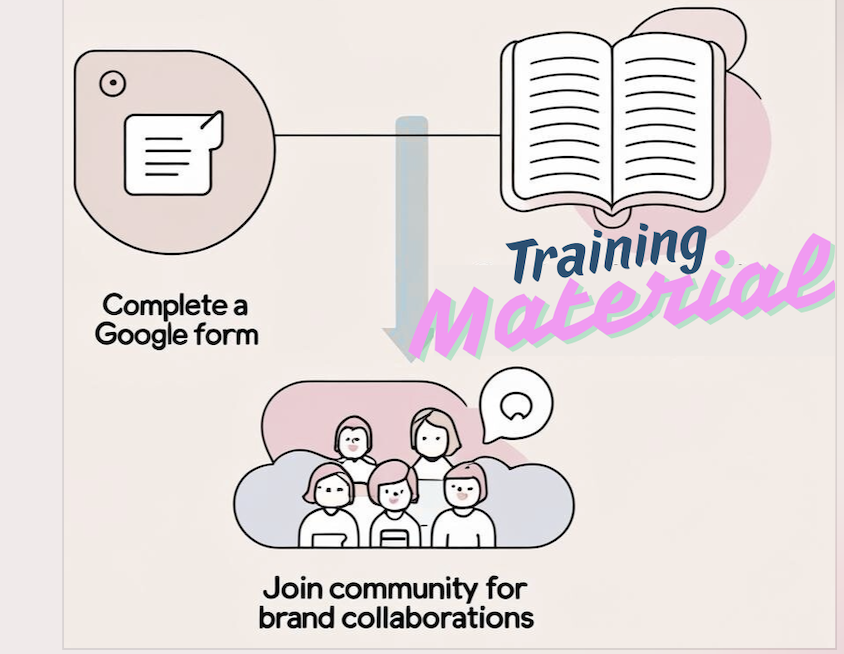 Training
Material
Complete a
Google form
Join community for
brand collaborations